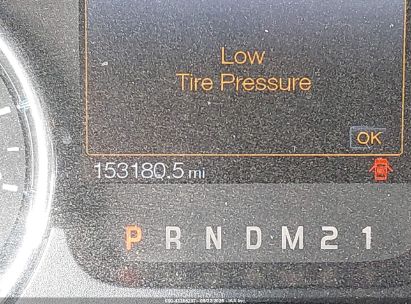 Low
Tire Pressure
OK
153180.5 mi
P R N D M 2 1